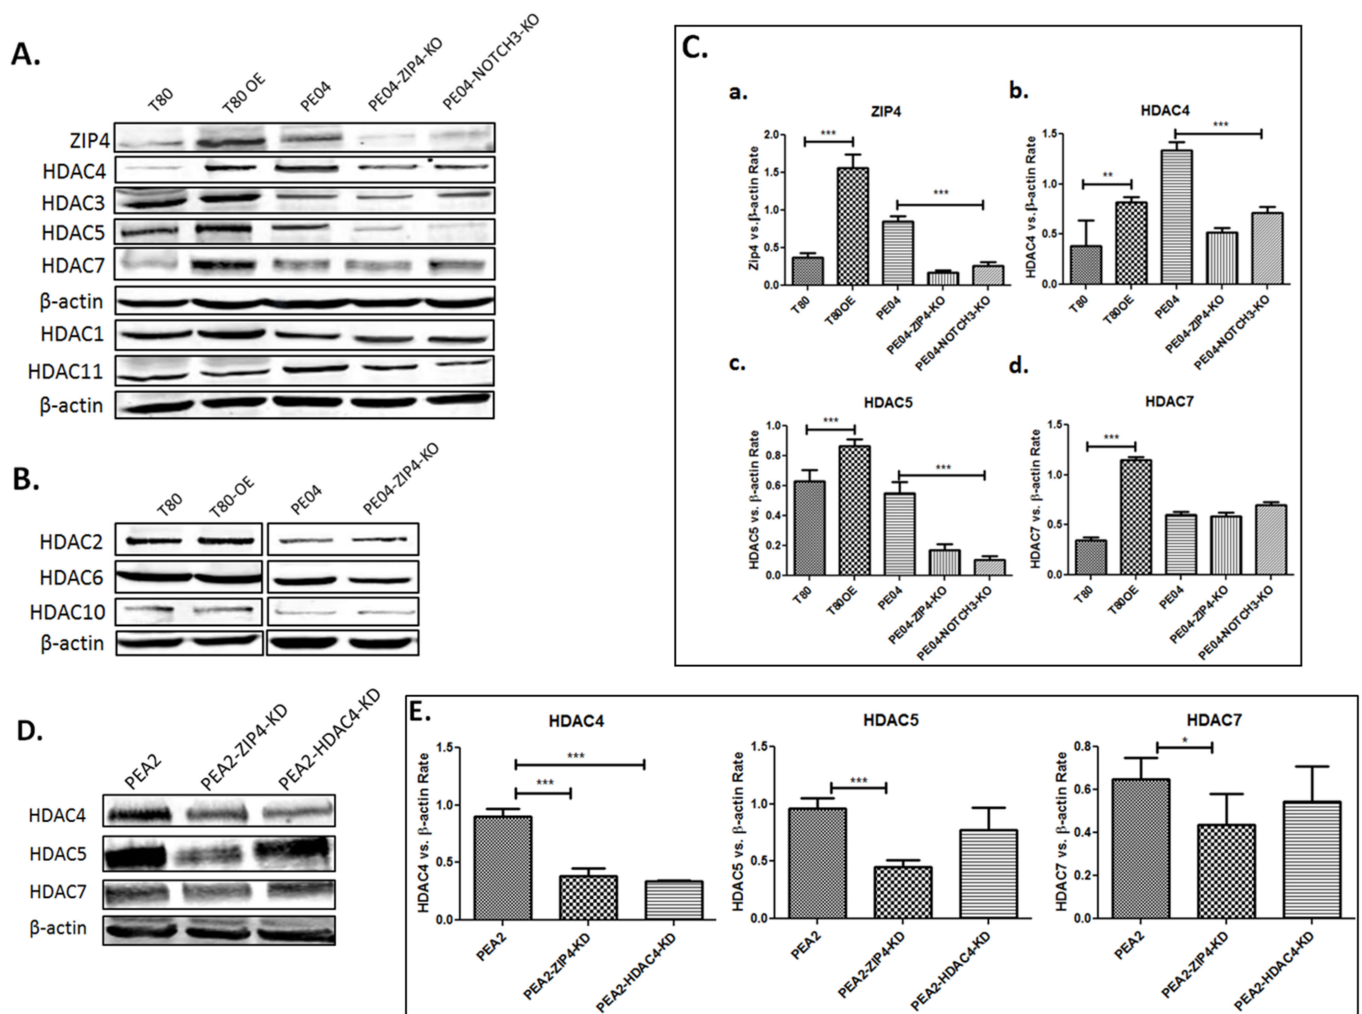 A.
T80
T80 OE
PE04
PE04-ZIP4-KO
PE04-NOTCH3-KO
ZIP4
HDAC4
HDAC3
HDAC5
HDAC7
β-actin
HDAC1
HDAC11
β-actin
B.
T80
T80-OE
PE04
PE04-ZIP4-KO
HDAC2
HDAC6
HDAC10
β-actin
C.
a.
ZIP4
Zip4 vs.β-actin Rate
2.0
1.5
1.0
0.5
0.0
***
***
T80
T80OE
PE04
PE04-ZIP4-KO
PE04-NOTCH3-KO
b.
HDAC4
HDAC4 vs.β-actin Rate
1.5
1.0
0.5
0.0
**
***
T80
T80OE
PE04
PE04-ZIP4-KO
PE04-NOTCH3-KO
c.
HDAC5
HDAC5 vs. β-actin Rate
1.0
0.8
0.6
0.4
0.2
0.0
***
***
T80
T80OE
PE04
PE04-ZIP4-KO
PE04-NOTCH3-KO
d.
HDAC7
HDAC7 vs. β-actin Rate
1.5
1.0
0.5
0.0
***
T80
T80OE
PE04
PE04-ZIP4-KO
PE04-NOTCH3-KO
D.
PEA2
PEA2-ZIP4-KD
PEA2-HDAC4-KD
HDAC4
HDAC5
HDAC7
β-actin
E.
HDAC4
HDAC4 vs. β-actin Rate
1.5
1.0
0.5
0.0
***
***
PEA2
PEA2-ZIP4-KD
PEA2-HDAC4-KD
HDAC5
HDAC5 vs. β-actin Rate
1.5
1.0
0.5
0.0
***
PEA2
PEA2-ZIP4-KD
PEA2-HDAC4-KD
HDAC7
HDAC7 vs. β-actin Rate
0.8
0.6
0.4
0.2
0.0
*
PEA2
PEA2-ZIP4-KD
PEA2-HDAC4-KD